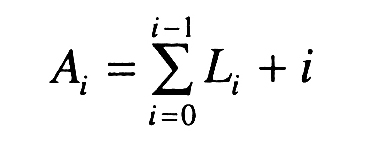 $A_i = \sum_{i=0}^{i-1} L_i + i$